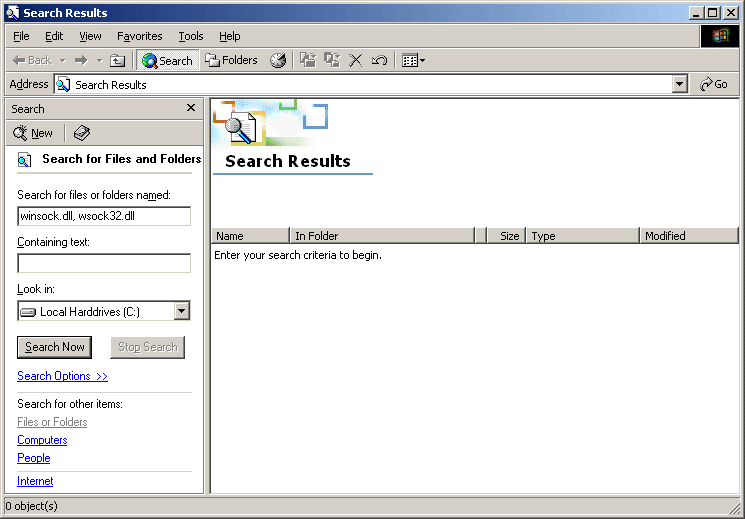 Search Results
File Edit View Favorites Tools Help
Back Search Folders
Address Search Results Go
Search
New
Search for Files and Folders
Search for files or folders named:
winsock.dll, wsock32.dll
Containing text:
Look in:
Local Harddrives (C:)
Search Now Stop Search
Search Options >>
Search for other items:
Files or Folders
Computers
People
Internet
Search Results
Name In Folder Size Type Modified
Enter your search criteria to begin.
0 object(s)